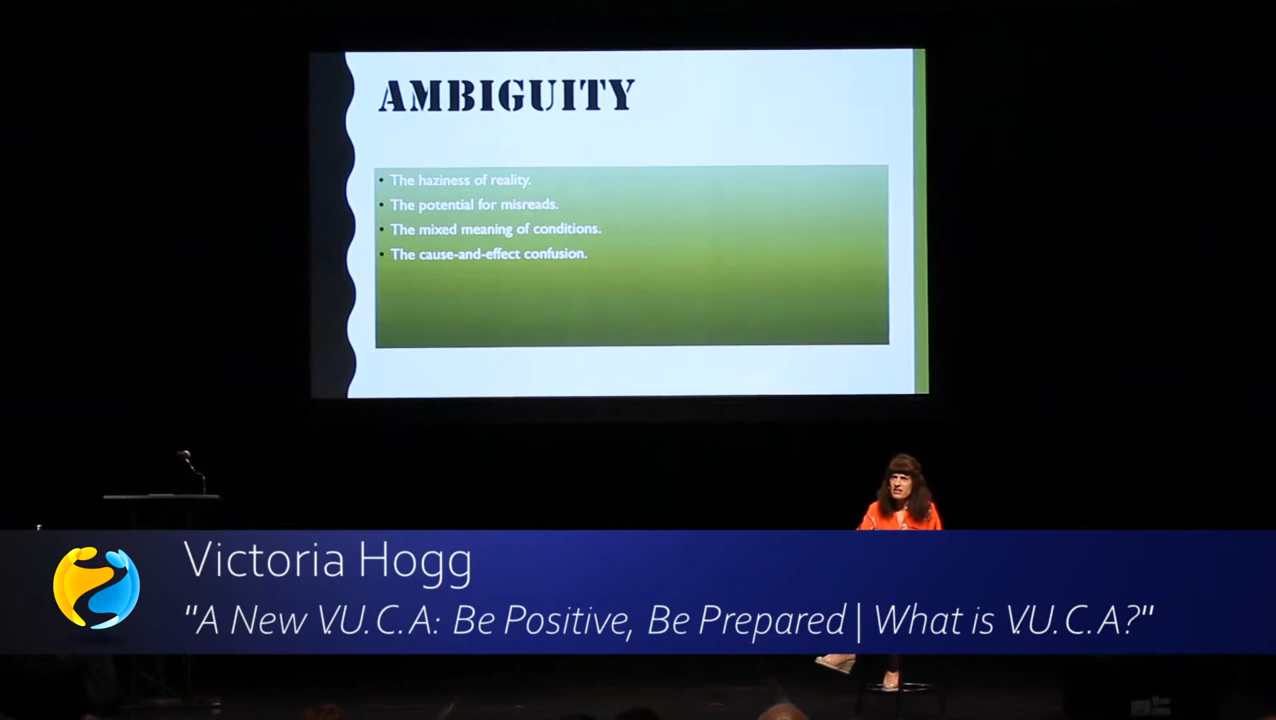 AMBIGUITY
• The haziness of reality.
• The potential for misreads.
• The mixed meaning of conditions.
• The cause-and-effect confusion.
Victoria Hogg
"A New V.U.C.A: Be Positive, Be Prepared | What is V.U.C.A?"